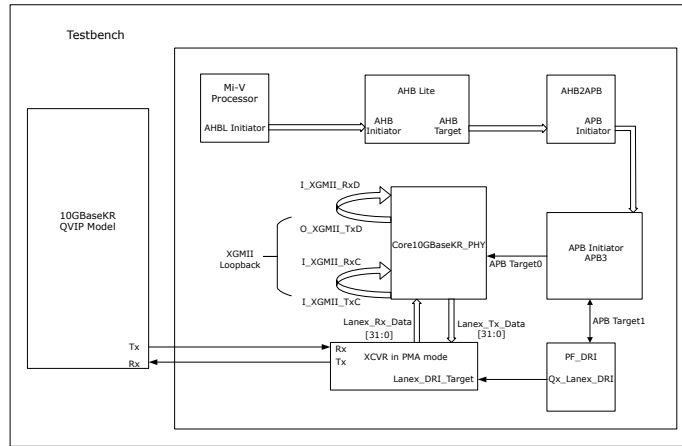 Testbench
Mi-V
Processor
AHBL Initiator
AHB Lite
AHB
Initiator
AHB
Target
AHB2APB
APB
Initiator
10GBaseKR
QVIP Model
Tx
Rx
I_XGMII_RxD
O_XGMII_TxD
XGMII
Loopback
I_XGMII_RxC
I_XGMII_TxC
Core10GBaseKR_PHY
APB Target0
APB Initiator
APB3
APB Target1
Lanex_Rx_Data
[31:0]
Lanex_Tx_Data
[31:0]
Rx
Tx
XCVR in PMA mode
Lanex_DRI_Target
PF_DRI
Qx_Lanex_DRI